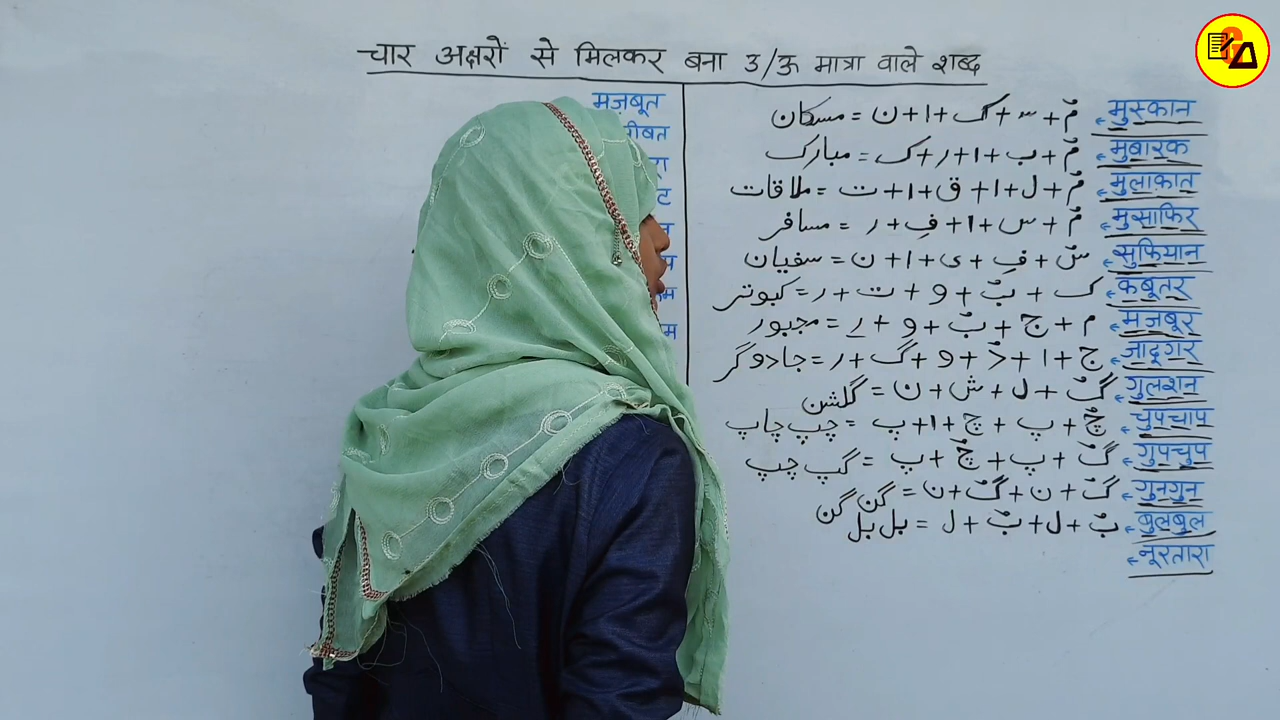 चार अक्षरों से मिलकर बना उ/ऊ मात्रा वाले शब्द
मुस्कान ← مُ + سـ + ک + ا + ن = مسکان
मुबारक ← مُ + ب + ا + ر + ک = مبارک
मुलाक़ात ← مُ + ل + ا + ق + ا + ت = ملاقات
मुसाफिर ← مُ + س + ا + فِ + ر = مسافر
सुफियान ← سُ + فِ + ی + ا + ن = سفیان
कबूतर ک + بُ + و + ت + ر = کبوتر
मजबूर ← م + ج + بُ + و + ر = مجبور
जादूगर ← ج + ا + دُ + و + گ + ر = جادوگر
गुलशन ← گُ + ل + ش + ن = گلشن
चुपचाप ← چُ + پ + چ + ا + پ = چپ چاپ
गुपचुप ← گُ + پ + چُ + پ = گپ چپ
गुनगुन ← گُ + ن + گُ + ن = گن گن
बुलबुल ← بُ + ل + بُ + ل = بل بل
नूरतारा ←
मज़बूत